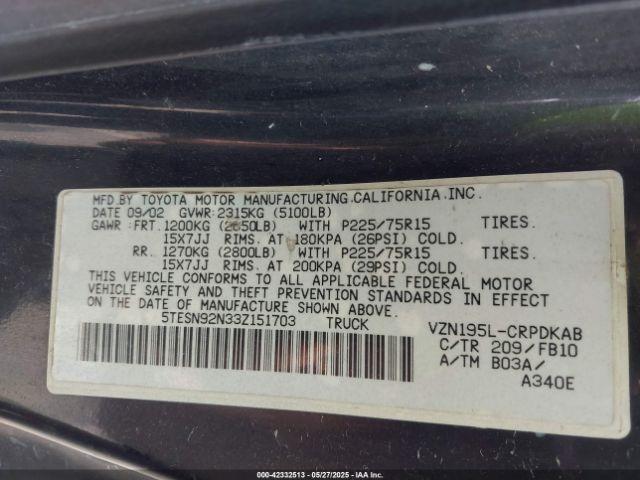 MFD.BY TOYOTA MOTOR MANUFACTURING,CALIFORNIA,INC.
DATE 09/02 GVWR:2315KG (5100LB)
GAWR:FRT.1200KG (2650LB) WITH P225/75R15 TIRES.
15X7JJ RIMS. AT 180KPA (26PSI) COLD.
RR. 1270KG (2800LB) WITH P225/75R15 TIRES.
15X7JJ RIMS. AT 200KPA (29PSI) COLD.
THIS VEHICLE CONFORMS TO ALL APPLICABLE FEDERAL MOTOR
VEHICLE SAFETY AND THEFT PREVENTION STANDARDS IN EFFECT
ON THE DATE OF MANUFACTURE SHOWN ABOVE.
5TESN92N33Z151703 TRUCK VZN195L-CRPDKAB
C/TR 209/FB10
A/TM B03A/
A340E
00-42332513 - 05/27/2025 - IAAI.COM